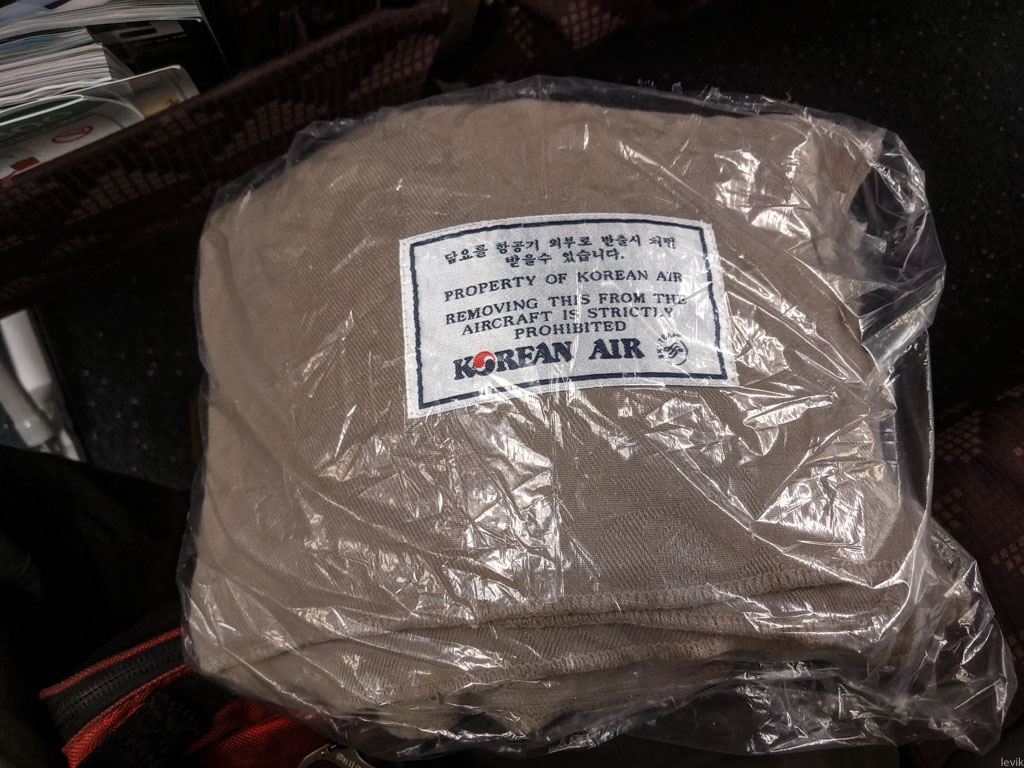 담요를 항공기 외부로 반출시 처벌
받을수 있습니다.
PROPERTY OF KOREAN AIR
REMOVING THIS FROM THE
AIRCRAFT IS STRICTLY
PROHIBITED
KOREAN AIR
levik